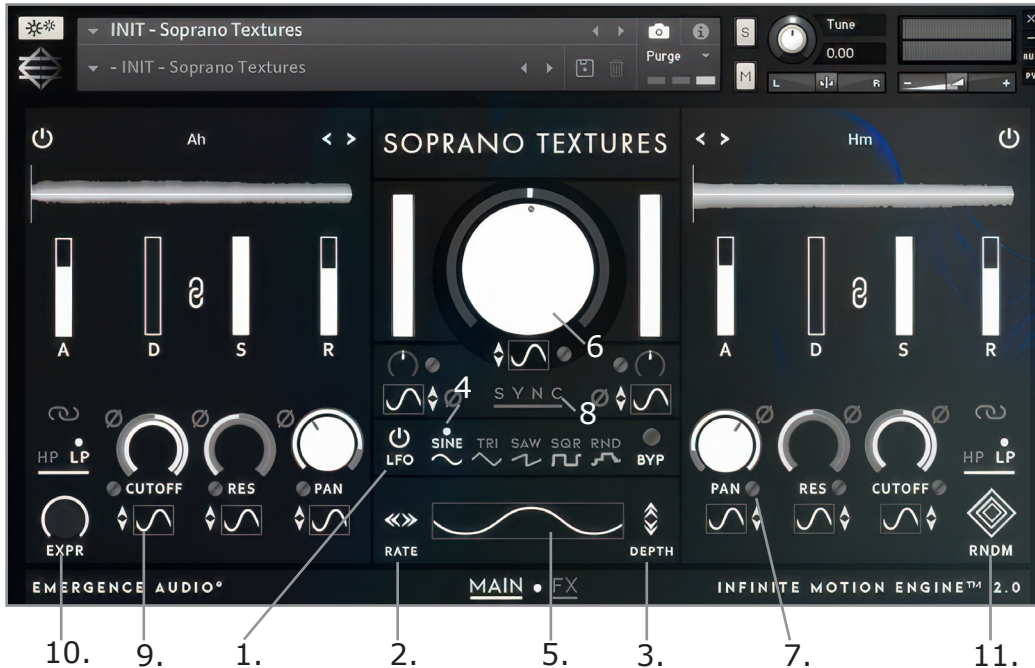 INIT - Soprano Textures
- INIT - Soprano Textures
Purge
S
M
Tune
0.00
L R
- +
Ah
SOPRANO TEXTURES
Hm
A D S R
A D S R
6
4
SYNC
8
HP LP
CUTOFF RES PAN
EXPR
LFO SINE TRI SAW SQR RND BYP
RATE
DEPTH
PAN RES CUTOFF
HP LP
RNDM
EMERGENCE AUDIO
MAIN • FX
INFINITE MOTION ENGINE™ 2.0
10. 9. 1. 2. 5. 3. 7. 11.